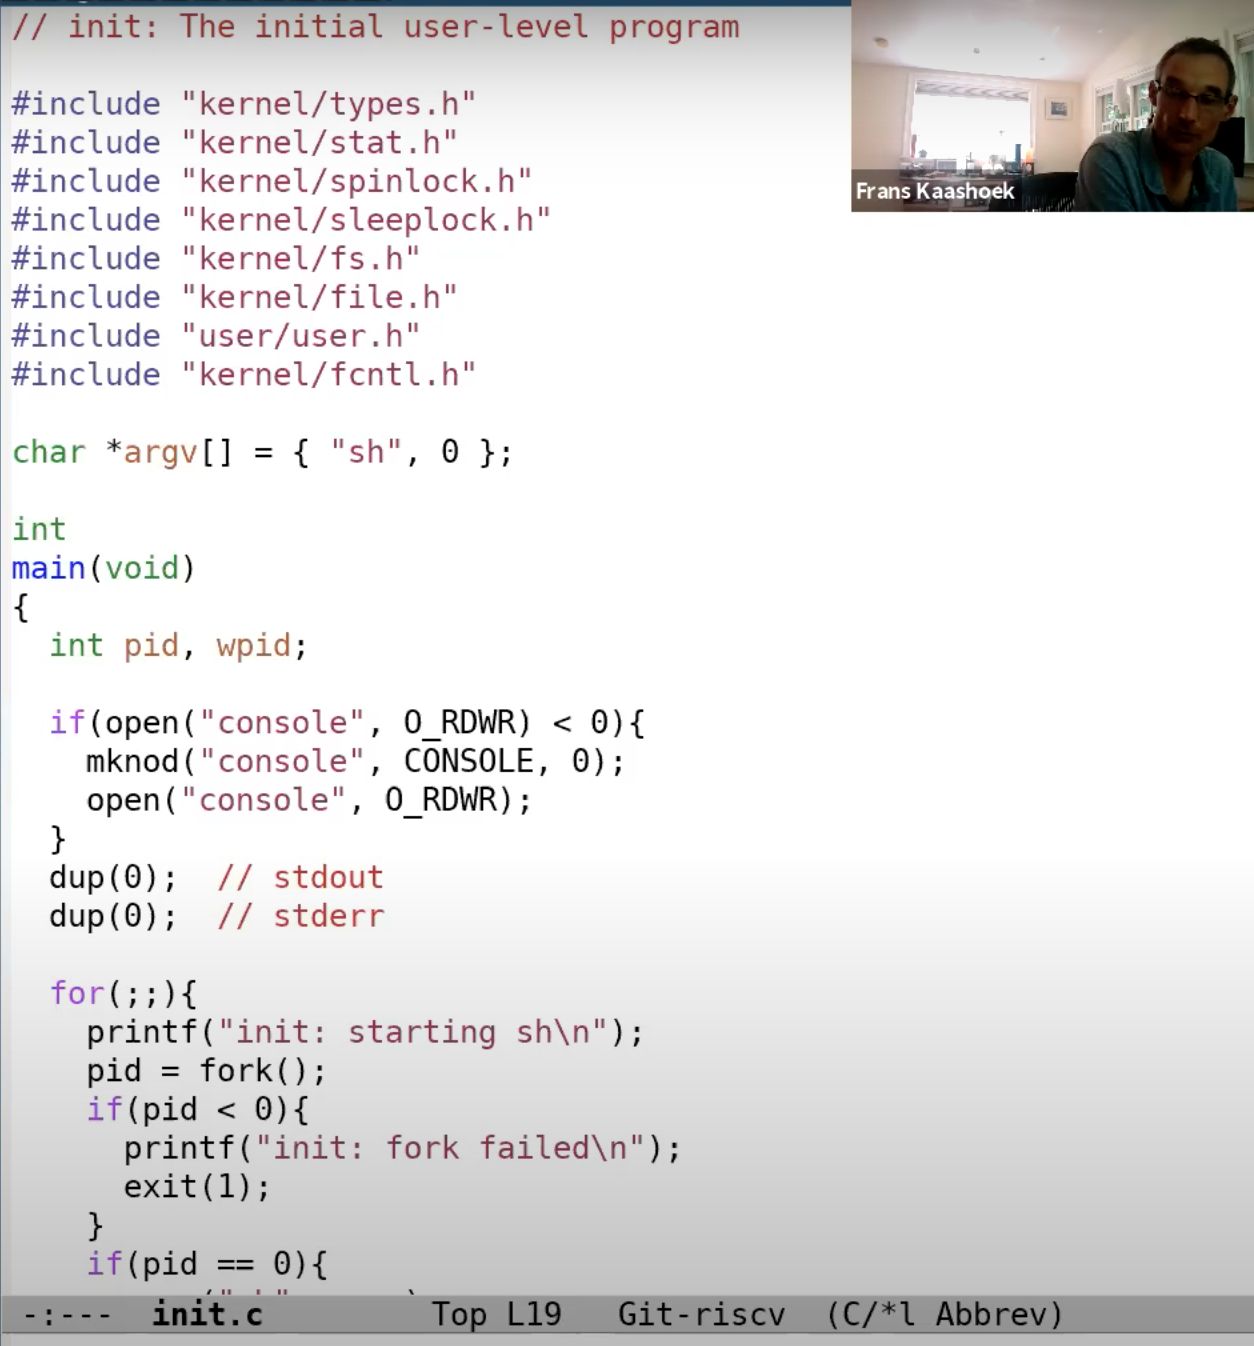 // init: The initial user-level program
#include "kernel/types.h"
#include "kernel/stat.h"
#include "kernel/spinlock.h"
#include "kernel/sleeplock.h"
#include "kernel/fs.h"
#include "kernel/file.h"
#include "user/user.h"
#include "kernel/fcntl.h"
Frans Kaashoek
char *argv[] = { "sh", 0 };
int
main(void)
{
  int pid, wpid;
  if(open("console", O_RDWR) < 0){
    mknod("console", CONSOLE, 0);
    open("console", O_RDWR);
  }
  dup(0);  // stdout
  dup(0);  // stderr
  for(;;){
    printf("init: starting sh\n");
    pid = fork();
    if(pid < 0){
      printf("init: fork failed\n");
      exit(1);
    }
    if(pid == 0){
-:---  init.c         Top L19   Git-riscv  (C/*l Abbrev)